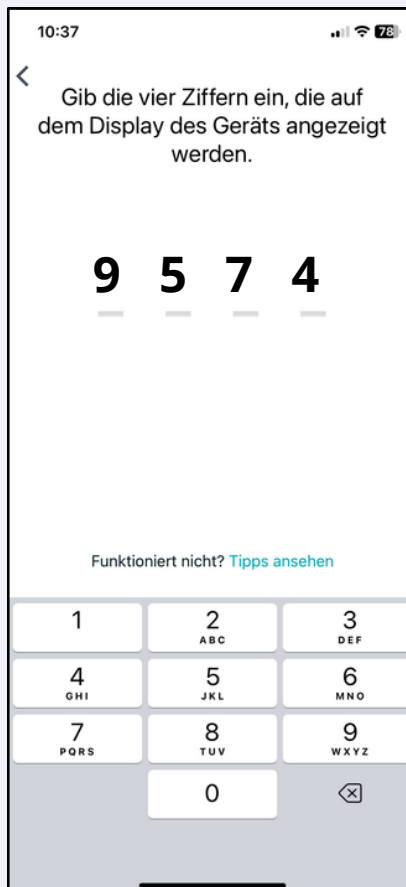 10:37
78
Gib die vier Ziffern ein, die auf
dem Display des Geräts angezeigt
werden.
9 5 7 4
Funktioniert nicht? Tipps ansehen
1 2 3
ABC DEF
4 5 6
GHI JKL MNO
7 8 9
PQRS TUV WXYZ
0